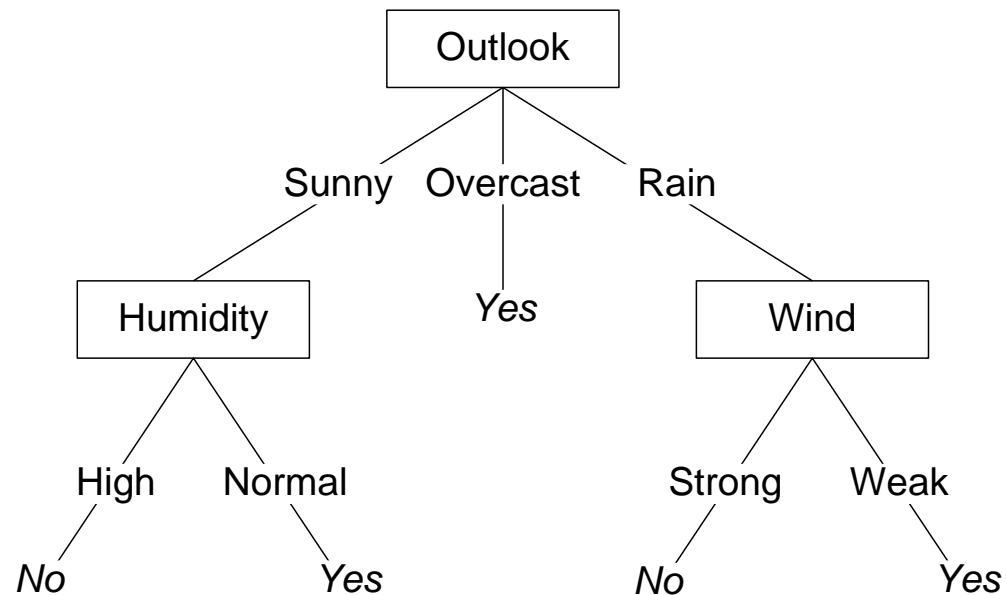 Outlook
Sunny Overcast Rain
Humidity Yes Wind
High Normal Strong Weak
No Yes No Yes